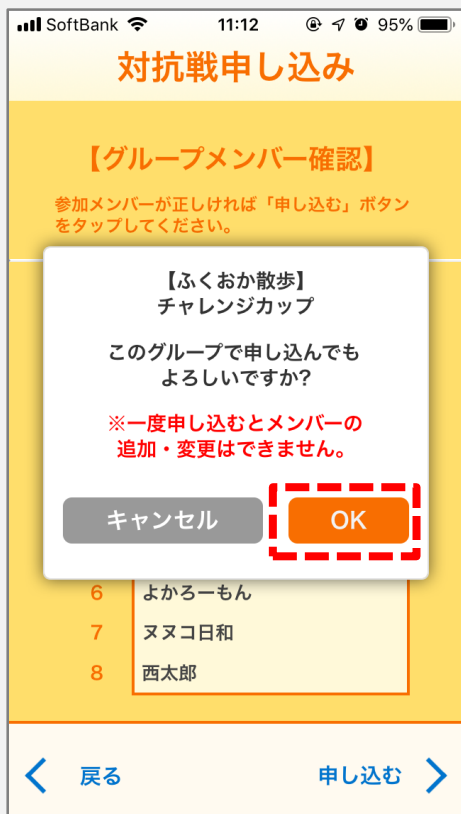 SoftBank 11:12 95%
対抗戦申し込み
【グループメンバー確認】
参加メンバーが正しければ「申し込む」ボタン
をタップしてください。
【ふくおか散歩】
チャレンジカップ
このグループで申し込んでも
よろしいですか?
※一度申し込むとメンバーの
追加・変更はできません。
キャンセル OK
6 よかろーもん
7 ヌヌコ日和
8 西太郎
戻る 申し込む